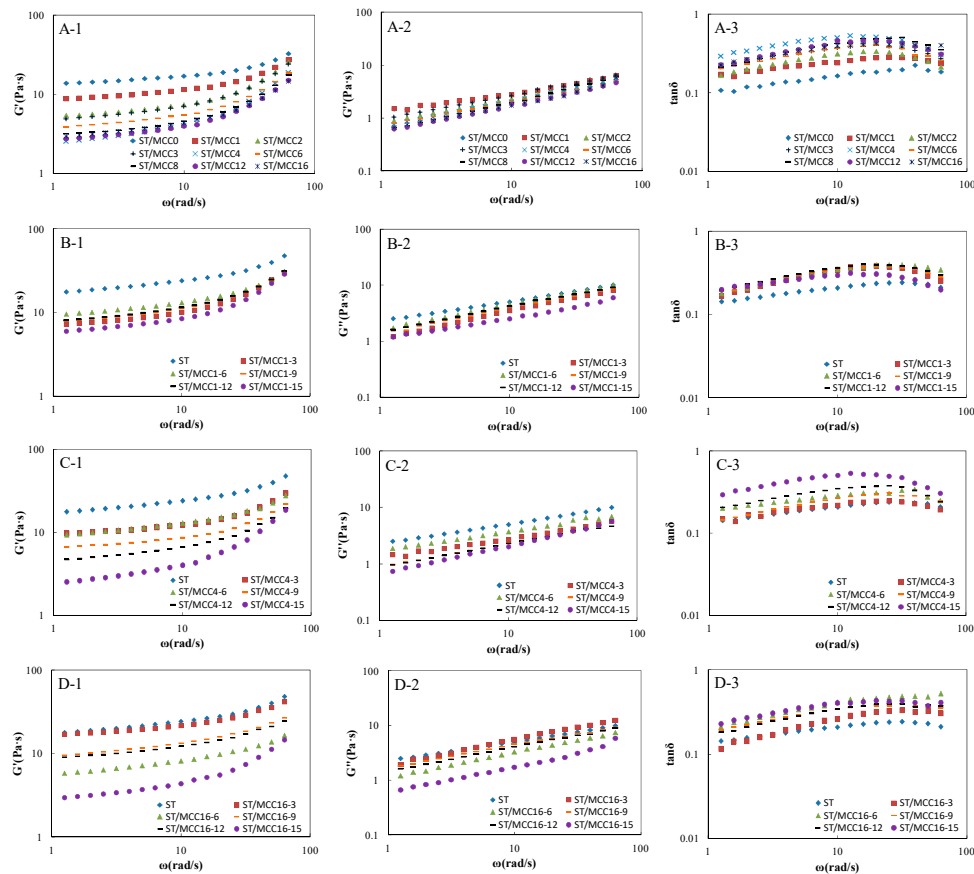 A-1
G'(Pa·s)
100
10
1
ST/MCC0 ST/MCC1 ST/MCC2
ST/MCC3 ST/MCC4 ST/MCC6
ST/MCC8 ST/MCC12 ST/MCC16
1 10 100
ω(rad/s)
A-2
G''(Pa·s)
100
10
1
0.1
ST/MCC0 ST/MCC1 ST/MCC2
ST/MCC3 ST/MCC4 ST/MCC6
ST/MCC8 ST/MCC12 ST/MCC16
1 10 100
ω(rad/s)
A-3
tanδ
1
0.1
0.01
ST/MCC0 ST/MCC1 ST/MCC2
ST/MCC3 ST/MCC4 ST/MCC6
ST/MCC8 ST/MCC12 ST/MCC16
1 10 100
ω(rad/s)
B-1
G'(Pa·s)
100
10
1
ST ST/MCC1-3
ST/MCC1-6 ST/MCC1-9
ST/MCC1-12 ST/MCC1-15
1 10 100
ω(rad/s)
B-2
G''(Pa·s)
100
10
1
0.1
ST ST/MCC1-3
ST/MCC1-6 ST/MCC1-9
ST/MCC1-12 ST/MCC1-15
1 10 100
ω(rad/s)
B-3
tanδ
1
0.1
0.01
ST ST/MCC1-3
ST/MCC1-6 ST/MCC1-9
ST/MCC1-12 ST/MCC1-15
1 10 100
ω(rad/s)
C-1
G'(Pa·s)
100
10
1
ST ST/MCC4-3
ST/MCC4-6 ST/MCC4-9
ST/MCC4-12 ST/MCC4-15
1 10 100
ω(rad/s)
C-2
G''(Pa·s)
100
10
1
0.1
ST ST/MCC4-3
ST/MCC4-6 ST/MCC4-9
ST/MCC4-12 ST/MCC4-15
1 10 100
ω(rad/s)
C-3
tanδ
1
0.1
0.01
ST ST/MCC4-3
ST/MCC4-6 ST/MCC4-9
ST/MCC4-12 ST/MCC4-15
1 10 100
ω(rad/s)
D-1
G'(Pa·s)
100
10
1
ST ST/MCC16-3
ST/MCC16-6 ST/MCC16-9
ST/MCC16-12 ST/MCC16-15
1 10 100
ω(rad/s)
D-2
G''(Pa·s)
100
10
1
0.1
ST ST/MCC16-3
ST/MCC16-6 ST/MCC16-9
ST/MCC16-12 ST/MCC16-15
1 10 100
ω(rad/s)
D-3
tanδ
1
0.1
0.01
ST ST/MCC16-3
ST/MCC16-6 ST/MCC16-9
ST/MCC16-12 ST/MCC16-15
1 10 100
ω(rad/s)